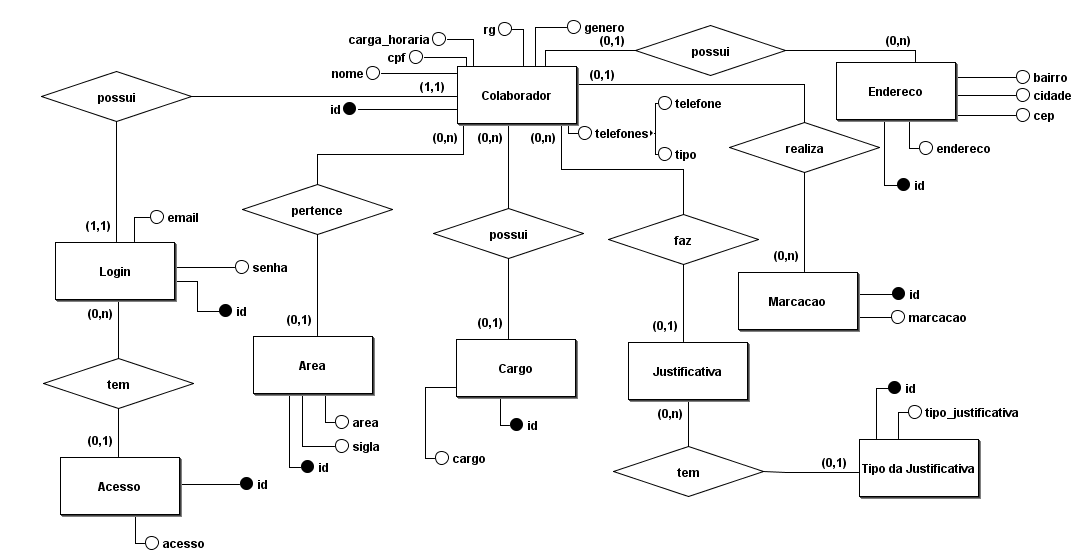 rg
genero
carga_horaria
(0,1)
(0,n)
cpf
possui
nome
(0,1)
bairro
(1,1)
Colaborador
Endereco
possui
cidade
id
telefone
cep
(0,n)
(0,n)
(0,n)
telefones
realiza
endereco
tipo
id
pertence
email
(1,1)
possui
faz
Login
senha
(0,n)
id
Marcacao
id
marcacao
(0,n)
(0,1)
(0,1)
(0,1)
Area
Cargo
Justificativa
tem
id
(0,n)
tipo_justificativa
area
id
(0,1)
sigla
cargo
(0,1)
id
tem
Tipo da Justificativa
Acesso
id
acesso